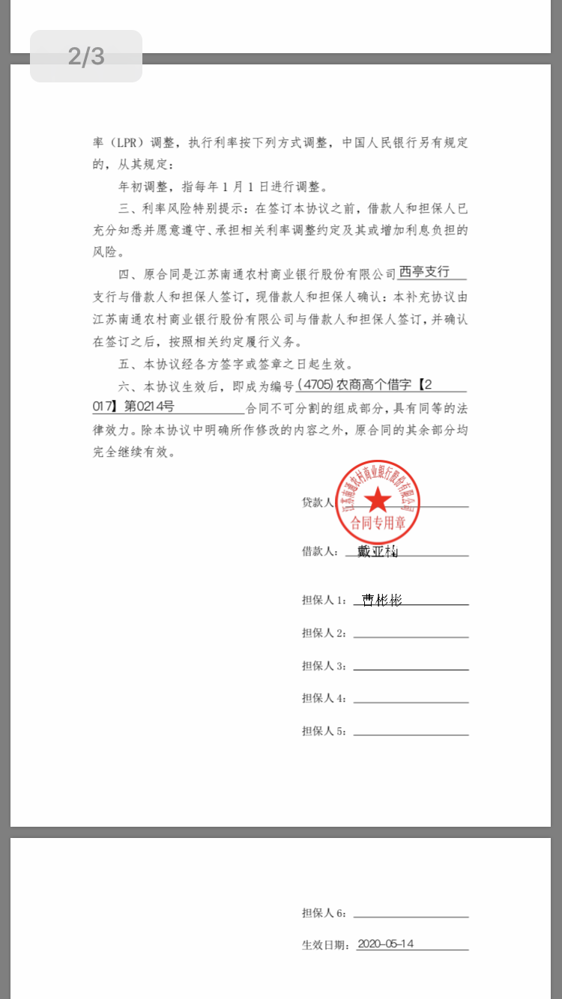 2/3
率（LPR）调整，执行利率按下列方式调整，中国人民银行另有规定
的，从其规定：
年初调整，指每年 1 月 1 日进行调整。
三、利率风险特别提示：在签订本协议之前，借款人和担保人已
充分知悉并愿意遵守、承担相关利率调整约定及其或增加利息负担的
风险。
四、原合同是江苏南通农村商业银行股份有限公司西亭支行
支行与借款人和担保人签订，现借款人和担保人确认：本补充协议由
江苏南通农村商业银行股份有限公司与借款人和担保人签订，并确认
在签订之后，按照相关约定履行义务。
五、本协议经各方签字或签章之日起生效。
六、本协议生效后，即成为编号(4705)农商高个借字【2
017】第0214号合同不可分割的组成部分，具有同等的法
律效力。除本协议中明确所作修改的内容之外，原合同的其余部分均
完全继续有效。
江苏南通农村商业银行股份有限公司
贷款人
合同专用章
借款人：戴亚
担保人 1：曹彬彬
担保人 2：
担保人 3：
担保人 4：
担保人 5：
担保人 6：
生效日期：2020-05-14